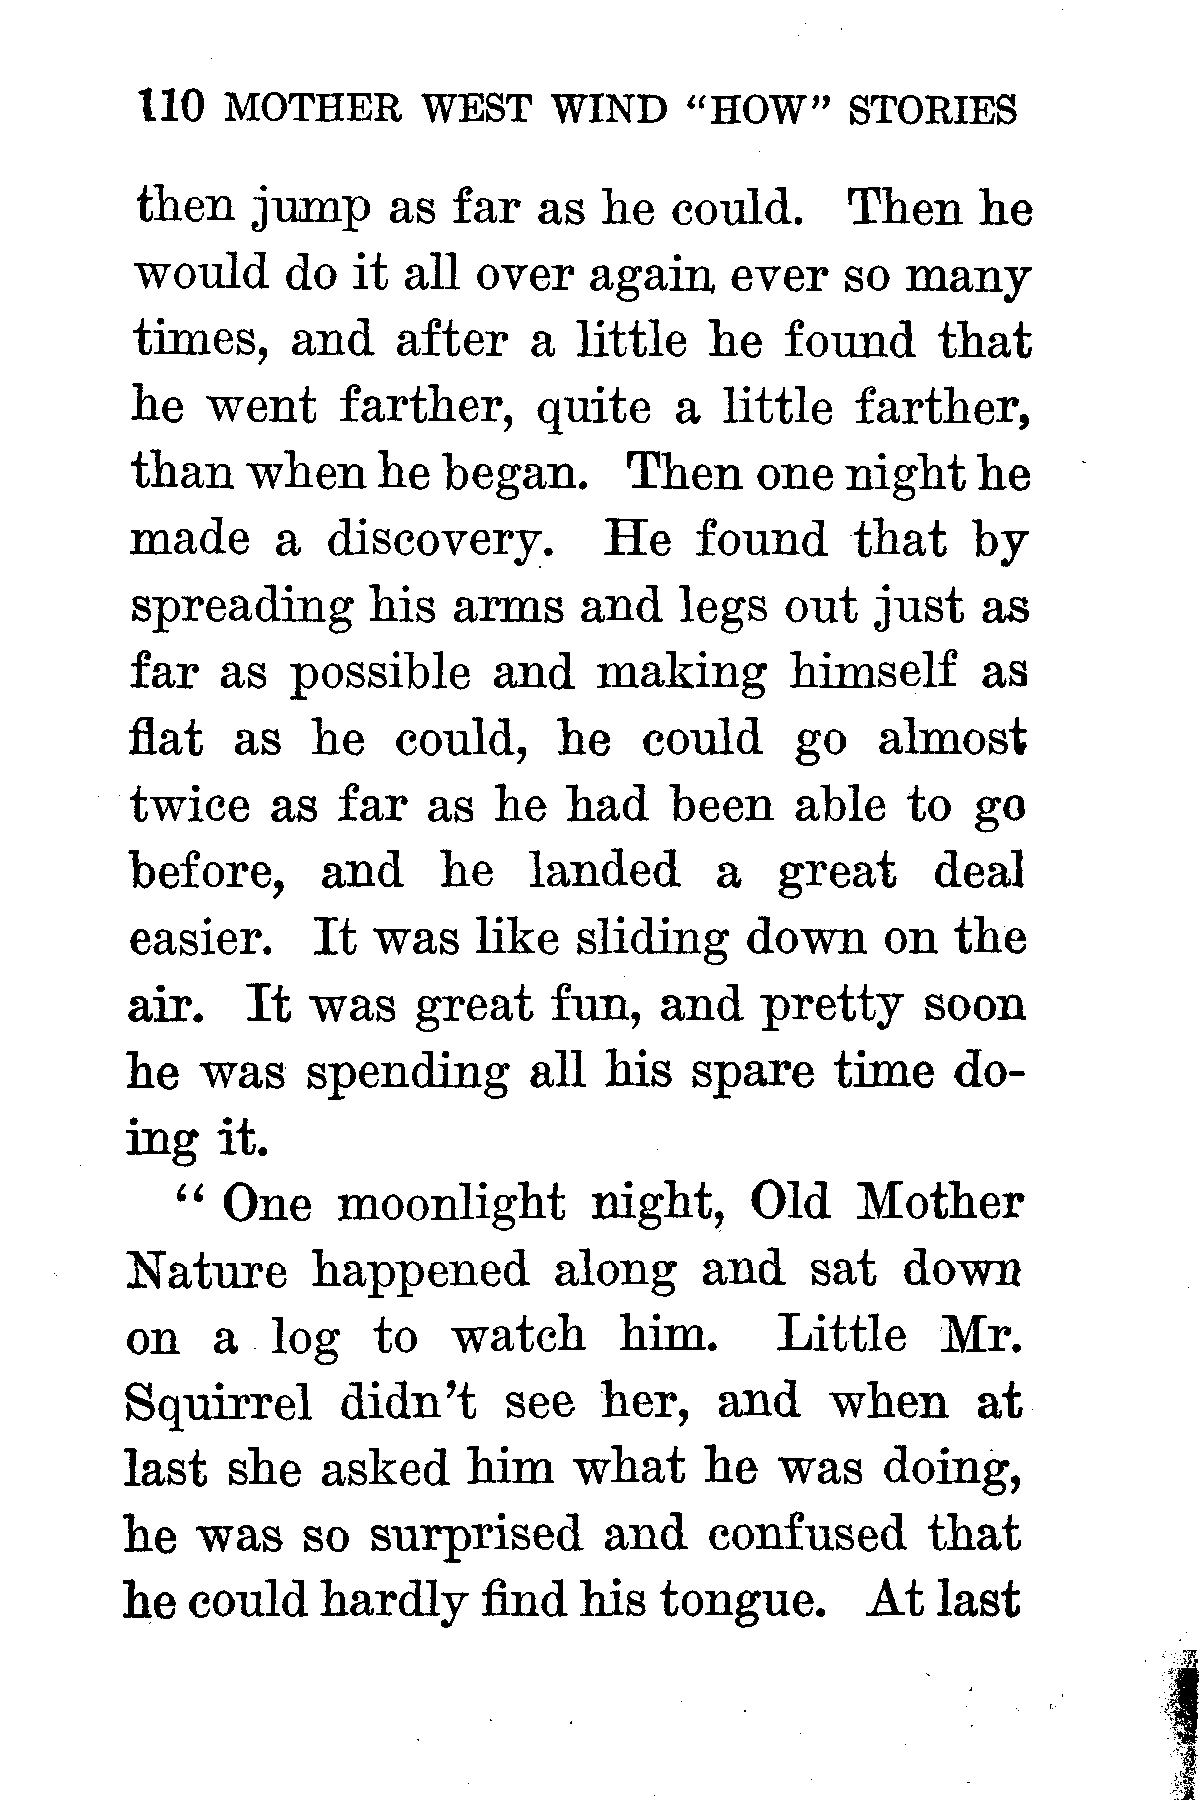 110 MOTHER WEST WIND "HOW" STORIES
then jump as far as he could. Then he
would do it all over again, ever so many
times, and after a little he found that
he went farther, quite a little farther,
than when he began. Then one night he
made a discovery. He found that by
spreading his arms and legs out just as
far as possible and making himself as
flat as he could, he could go almost
twice as far as he had been able to go
before, and he landed a great deal
easier. It was like sliding down on the
air. It was great fun, and pretty soon
he was spending all his spare time do-
ing it.
" One moonlight night, Old Mother
Nature happened along and sat down
on a log to watch him. Little Mr.
Squirrel didn't see her, and when at
last she asked him what he was doing,
he was so surprised and confused that
he could hardly find his tongue. At last